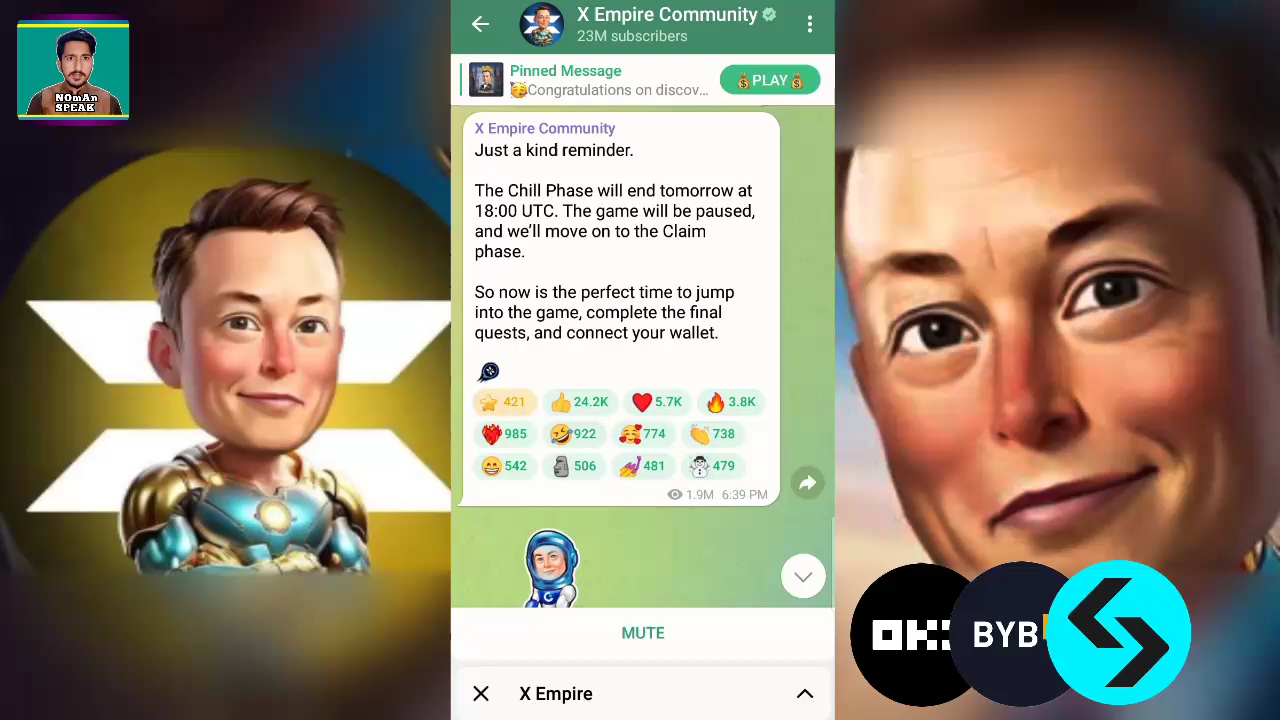 N0mAn
SPEAK
X Empire Community
23M subscribers
Pinned Message
🥳Congratulations on discov...
💰PLAY💰
X Empire Community
Just a kind reminder.
The Chill Phase will end tomorrow at
18:00 UTC. The game will be paused,
and we'll move on to the Claim
phase.
So now is the perfect time to jump
into the game, complete the final
quests, and connect your wallet.
421 24.2K 5.7K 3.8K
985 922 774 738
542 506 481 479
1.9M 6:39 PM
MUTE
X Empire
BYB